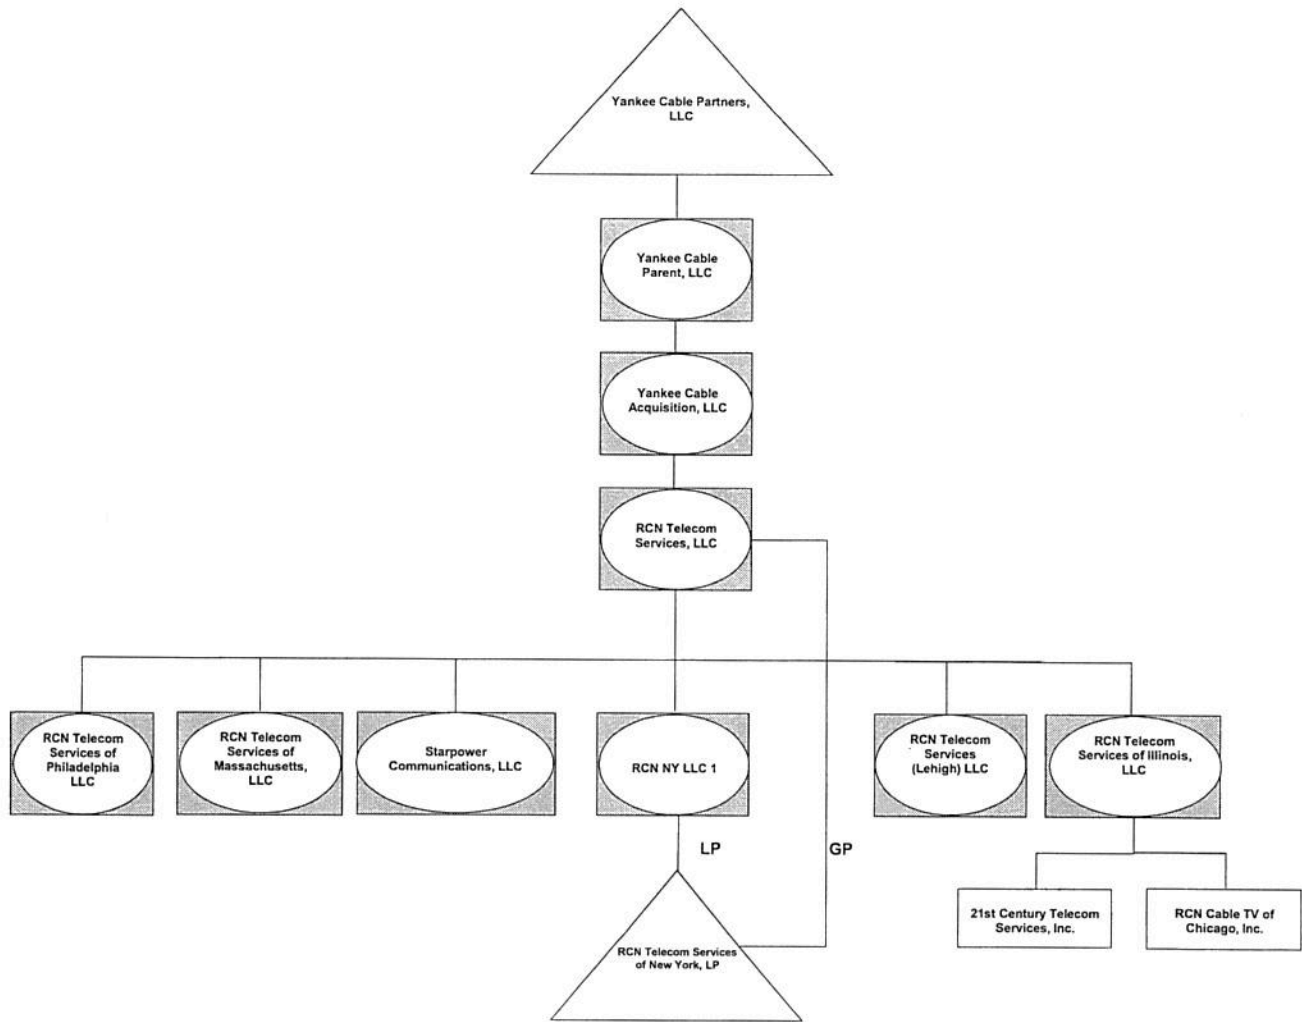 Yankee Cable Partners,
LLC
Yankee Cable
Parent, LLC
Yankee Cable
Acquisition, LLC
RCN Telecom
Services, LLC
RCN Telecom
Services of
Philadelphia
LLC
RCN Telecom
Services of
Massachusetts,
LLC
Starpower
Communications, LLC
RCN NY LLC 1
RCN Telecom
Services
(Lehigh) LLC
RCN Telecom
Services of Illinois,
LLC
LP
GP
21st Century Telecom
Services, Inc.
RCN Cable TV of
Chicago, Inc.
RCN Telecom Services
of New York, LP